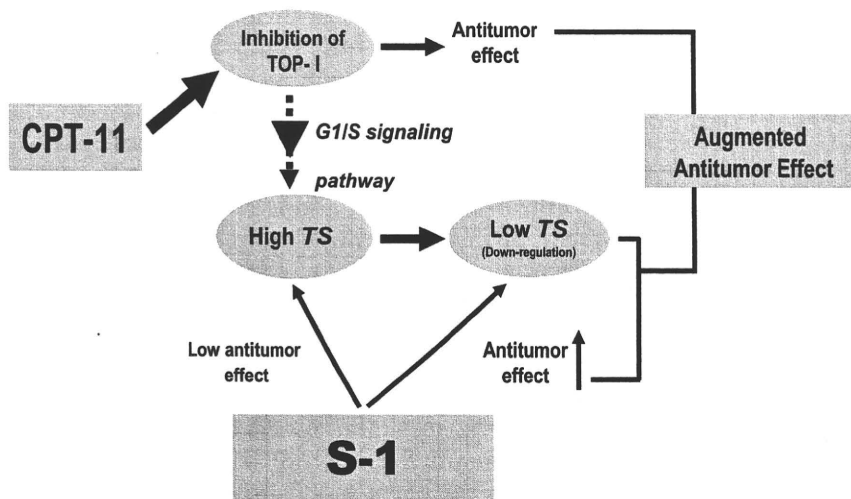 Inhibition of
TOP- I
Antitumor
effect
CPT-11
G1/S signaling
pathway
Augmented
Antitumor Effect
High TS
Low TS
(Down-regulation)
Low antitumor
effect
Antitumor
effect
S-1